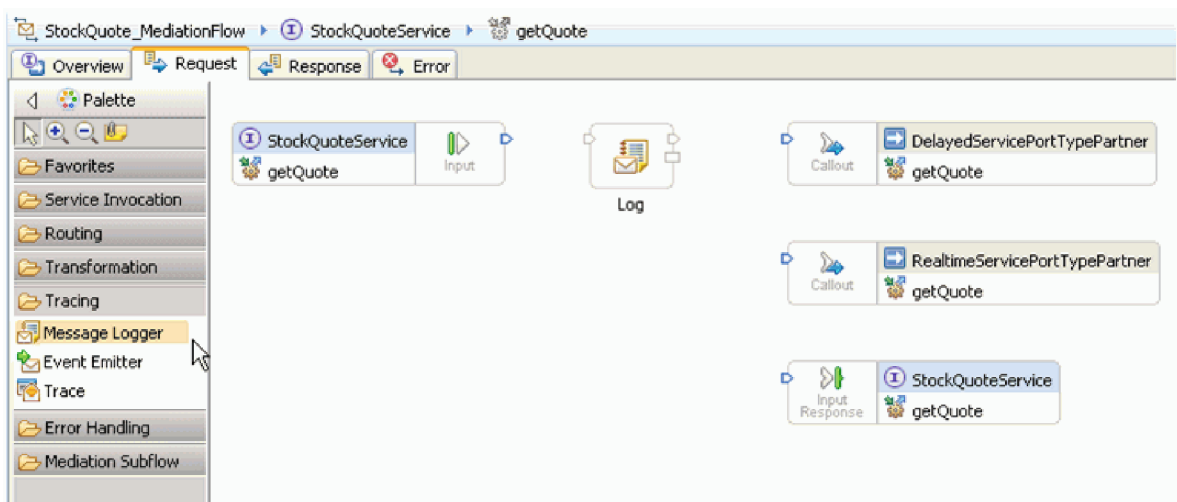 StockQuote_MediationFlow StockQuoteService getQuote
Overview Request Response Error
Palette
Favorites
Service Invocation
Routing
Transformation
Tracing
Message Logger
Event Emitter
Trace
Error Handling
Mediation Subflow
StockQuoteService
getQuote
Input
Log
Callout
DelayedServicePortTypePartner
getQuote
Callout
RealtimeServicePortTypePartner
getQuote
Input
Response
StockQuoteService
getQuote